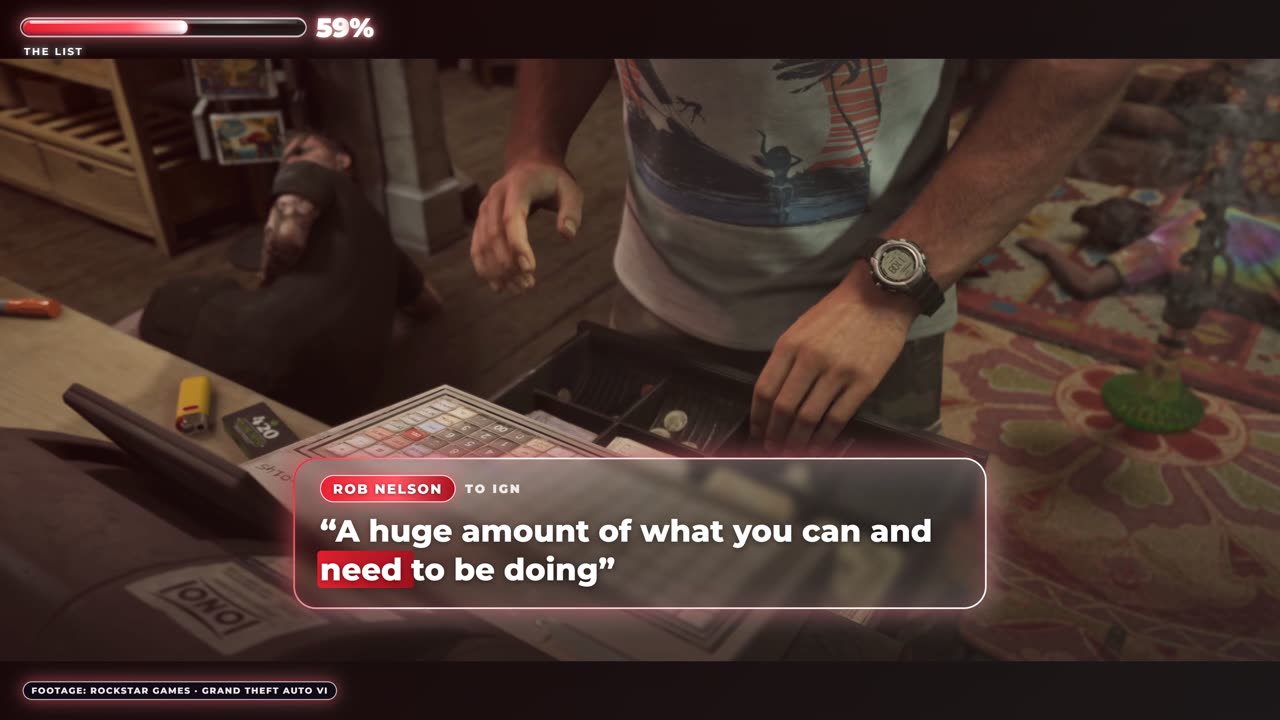 59%
THE LIST
420
ONO!
ROB NELSON TO IGN
“A huge amount of what you can and
need to be doing”
FOOTAGE: ROCKSTAR GAMES · GRAND THEFT AUTO VI